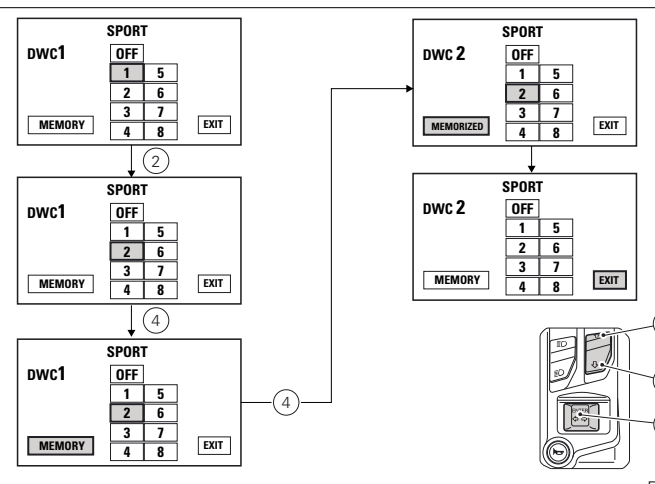 SPORT
DWC1
OFF
1 5
2 6
3 7
4 8
MEMORY
EXIT
2
SPORT
DWC1
OFF
1 5
2 6
3 7
4 8
MEMORY
EXIT
4
SPORT
DWC1
OFF
1 5
2 6
3 7
4 8
MEMORY
EXIT
4
SPORT
DWC 2
OFF
1 5
2 6
3 7
4 8
MEMORIZED
EXIT
SPORT
DWC 2
OFF
1 5
2 6
3 7
4 8
MEMORY
EXIT
ENTER